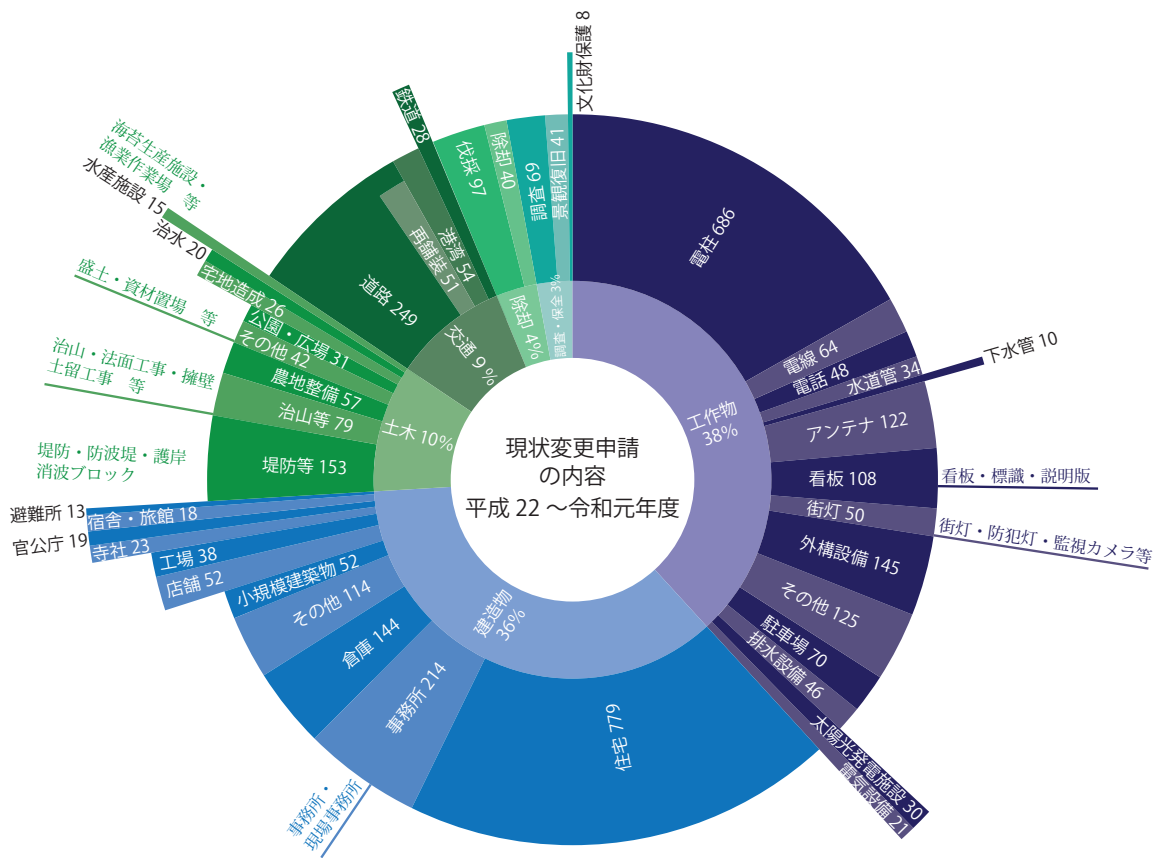 現状変更申請
の内容
平成 22 ～令和元年度
工作物
38%
電柱 686
電線 64
電話 48
水道管 34
下水管 10
アンテナ 122
看板 108
看板・標識・説明版
街灯 50
街灯・防犯灯・監視カメラ等
外構設備 145
その他 125
駐車場 70
排水設備 46
太陽光発電施設 30
電気設備 21
建造物
36%
住宅 779
事務所 214
事務所・
現場事務所
倉庫 144
その他 114
小規模建築物 52
店舗 52
工場 38
寺社 23
官公庁 19
宿舎・旅館 18
避難所 13
土木 10%
堤防等 153
堤防・防波堤・護岸
消波ブロック
治山等 79
治山・法面工事・擁壁
土留工事　等
農地整備 57
その他 42
盛土・資材置場　等
公園・広場 31
宅地造成 26
治水 20
水産施設 15
海苔生産施設・
漁業作業場　等
交通 9 %
道路 249
再舗装 51
港湾 54
鉄道 28
除却 4%
伐採 97
除却 40
調査・保全 3%
調査 69
景観復旧 41
文化財保護 8